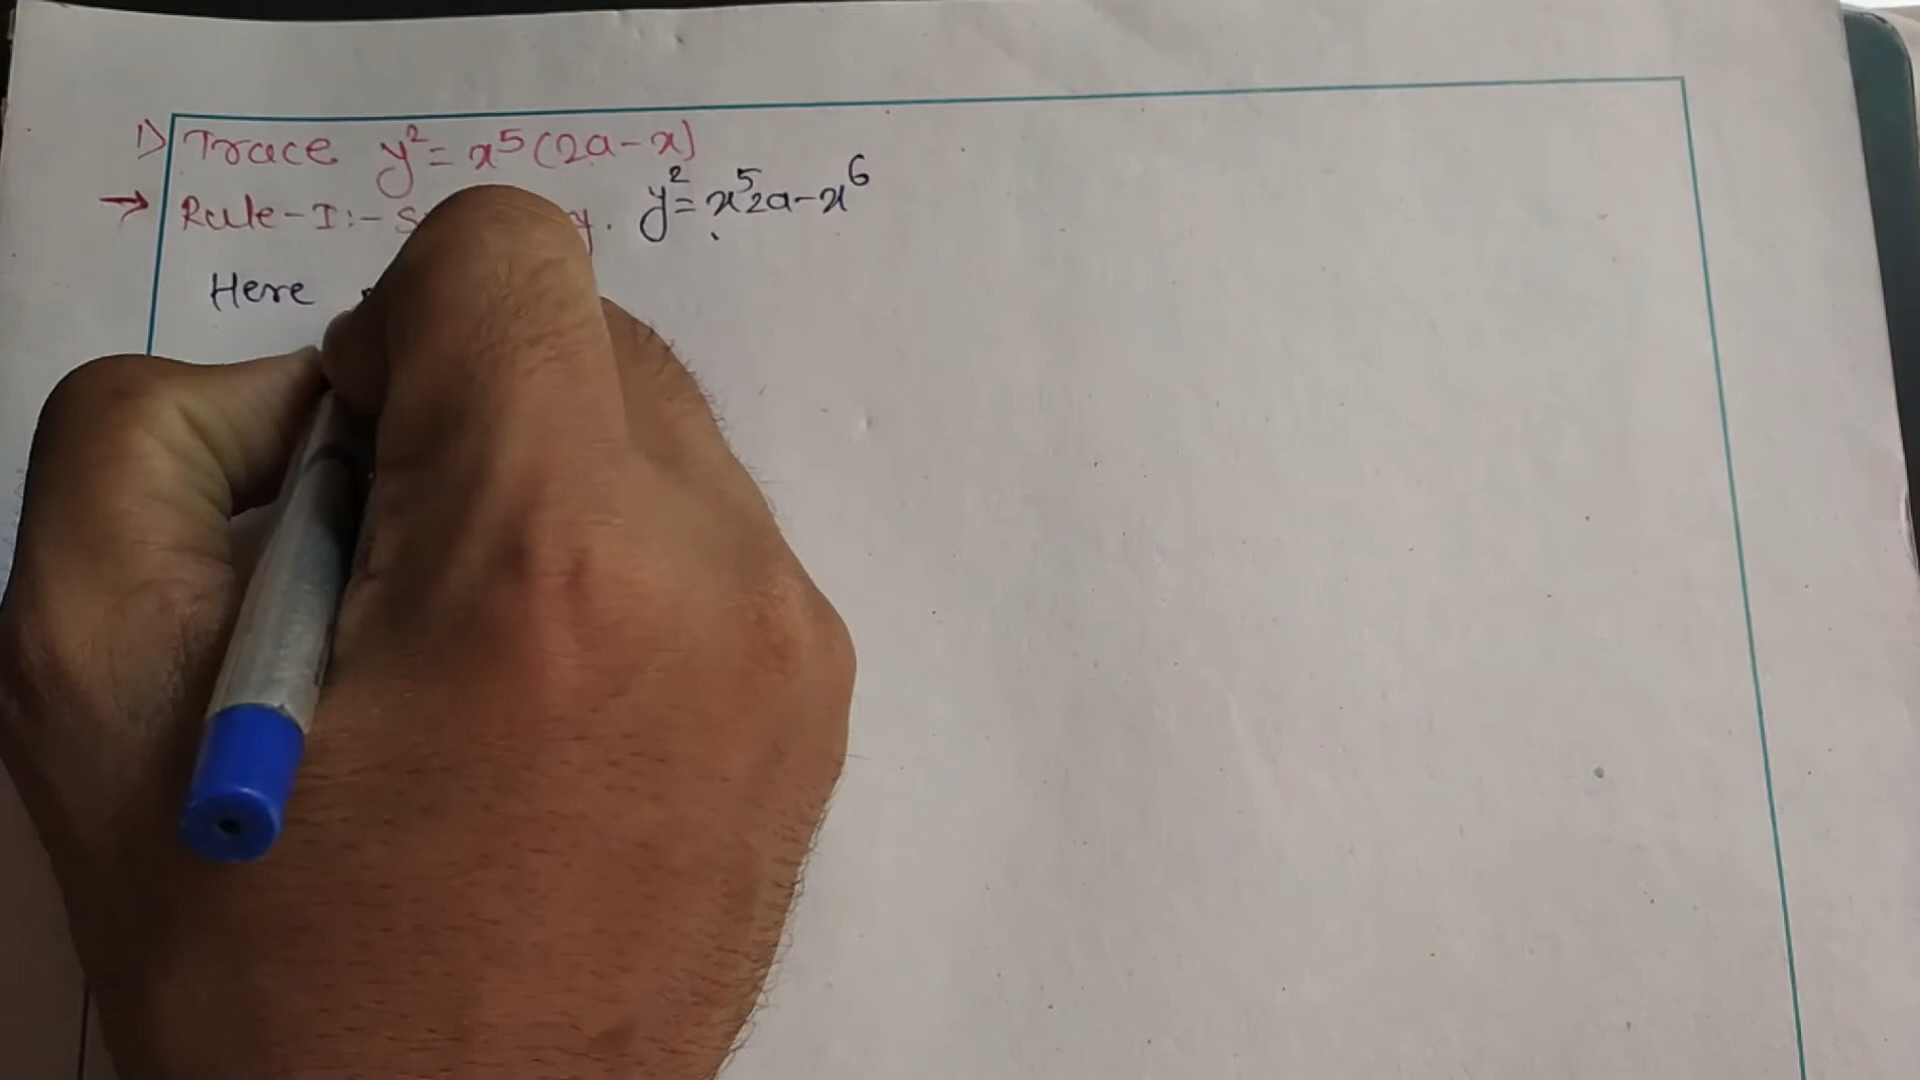 1) Trace y²= x⁵(2a-x)
→ Rule-I:- y²= x⁵2a-x⁶
Here